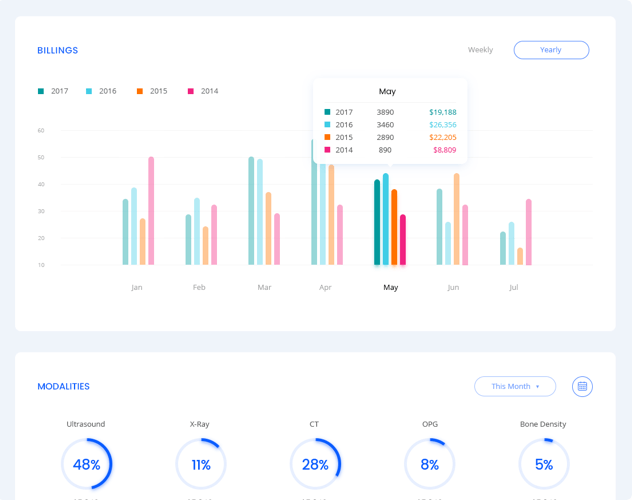 BILLINGS
Weekly Yearly
2017 2016 2015 2014
May
2017 3890 $19,188
2016 3460 $26,356
2015 2890 $22,205
2014 890 $8,809
60
50
40
30
20
10
Jan Feb Mar Apr May Jun Jul
MODALITIES
This Month
Ultrasound X-Ray CT OPG Bone Density
48% 11% 28% 8% 5%